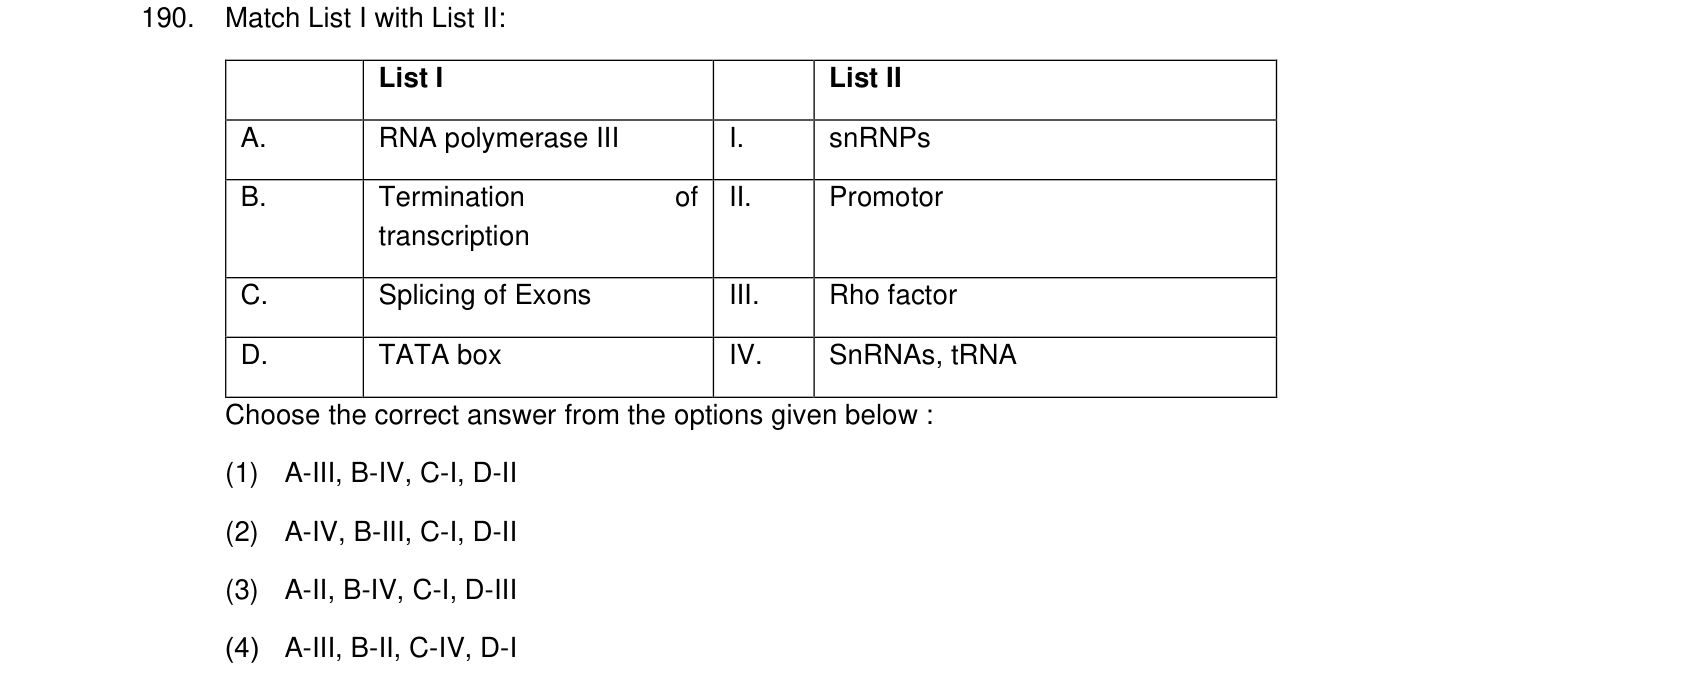 190. Match List I with List II:
List I List II
A. RNA polymerase III I. snRNPs
B. Termination of II. Promotor
transcription
C. Splicing of Exons III. Rho factor
D. TATA box IV. SnRNAs, tRNA
Choose the correct answer from the options given below :
(1) A-III, B-IV, C-I, D-II
(2) A-IV, B-III, C-I, D-II
(3) A-II, B-IV, C-I, D-III
(4) A-III, B-II, C-IV, D-I